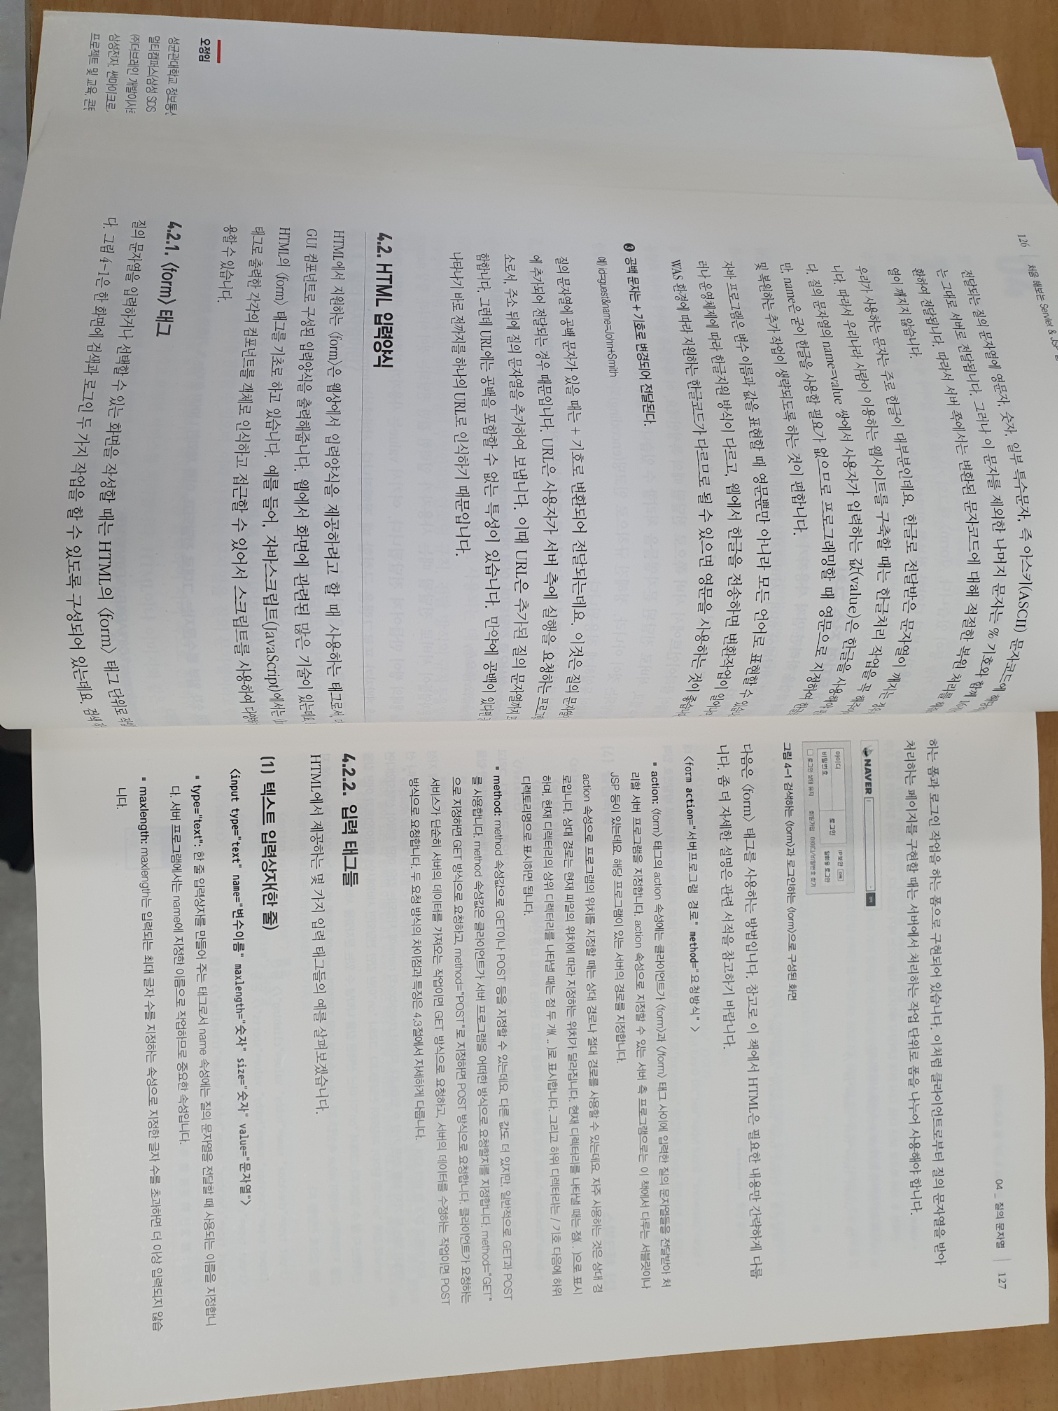 126 처음 해보는 Servlet & JSP
전달되는 질의 문자열에 영문자, 숫자, 일부 특수문자, 즉 아스키(ASCII) 문자코드에
는 그대로 서버로 전달됩니다. 그러나 이 문자를 제외한 나머지 문자는 % 기호와 함께
환하여 전달됩니다. 따라서 서버 쪽에서는 변환된 문자코드에 대해 적절한 복원 처리를
열이 깨지지 않습니다.
우리가 사용하는 문자는 주로 한글이 대부분인데요. 한글로 전달받은 문자열이 깨지는
니다. 따라서 우리나라 사람이 이용하는 웹사이트를 구축할 때는 한글처리 작업을 꼭
다. 질의 문자열의 name=value 쌍에서 사용자가 입력하는 값(value)은 한글을 사용해야
만, name은 굳이 한글을 사용할 필요가 없으므로 프로그래밍할 때 영문으로 지정하여
및 복원하는 추가 작업이 생략되도록 하는 것이 편합니다.
자바 프로그램은 변수 이름과 값을 표현할 때 영문뿐만 아니라 모든 언어로 표현할 수
러나 운영체제에 따라 한글지원 방식이 다르고, 웹에서 한글을 전송하면 변환작업이
WAS 환경에 따라 지원하는 한글코드가 다르므로 될 수 있으면 영문을 사용하는 것이
❸ 공백 문자는 + 기호로 변경되어 전달된다.
예) id=guest&name=John+Smith
질의 문자열에 공백 문자가 있을 때는 + 기호로 변환되어 전달되는데요. 이것은 질의
에 추가되어 전달되는 경우 때문입니다. URL은 사용자가 서버 측에 실행을 요청하는
소로서, 주소 뒤에 질의 문자열을 추가하여 보냅니다. 이때 URL은 추가된 질의 문자열까지
함합니다. 그런데 URL에는 공백을 포함할 수 없는 특성이 있습니다. 만약에 공백이
나타나기 바로 전까지를 하나의 URL로 인식하기 때문입니다.
4.2. HTML 입력양식
HTML에서 지원하는 〈form〉은 웹상에서 입력양식을 제공하려고 할 때 사용하는 태그로서,
GUI 컴포넌트로 구성된 입력양식을 출력해줍니다. 웹에서 화면에 관련된 많은 기술이 있는데요
HTML의 〈form〉 태그를 기초로 하고 있습니다. 예를 들어, 자바스크립트(JavaScript)에서는
태그로 출력한 각각의 컴포넌트를 객체로 인식하고 접근할 수 있어서 스크립트를 사용하여
용할 수 있습니다.
4.2.1. 〈form〉 태그
질의 문자열을 입력하거나 선택할 수 있는 화면을 작성할 때는 HTML의 〈form〉 태그 단위로
다. 그림 4-1은 한 화면에 검색과 로그인 두 가지 작업을 할 수 있도록 구성되어 있는데요. 검색
오정임
성균관대학교 정보통신
멀티캠퍼스(삼성 SDS
㈜더브레인 개발이사
삼성전자, 썬마이크로
프로젝트 및 교육, 콘텐
04 _ 질의 문자열 127
하는 폼과 로그인 작업을 하는 폼으로 구현되어 있습니다. 이처럼 클라이언트로부터 질의 문자열을 받아
처리하는 페이지를 구현할 때는 서버에서 처리하는 작업 단위로 폼을 나누어 사용해야 합니다.
NAVER
아이디
비밀번호
로그인
IP보안
일회용 로그인
로그인 상태 유지 회원가입 아이디/비밀번호 찾기
그림 4-1 검색하는 〈form〉과 로그인하는 〈form〉으로 구성된 화면
다음은 〈form〉 태그를 사용하는 방법입니다. 참고로 이 책에서 HTML은 필요한 내용만 간략하게 다룹
니다. 좀 더 자세한 설명은 관련 서적을 참고하기 바랍니다.
<form action="서버프로그램 경로" method="요청방식" >
▪ action: 〈form〉 태그의 action 속성에는 클라이언트가 〈form〉과 〈/form〉 태그 사이에 입력한 질의 문자열들을 전달받아 처
리할 서버 프로그램을 지정합니다. action 속성으로 지정할 수 있는 서버 측 프로그램으로는 이 책에서 다루는 서블릿이나
JSP 등이 있는데요. 해당 프로그램이 있는 서버의 경로를 지정합니다.
action 속성으로 프로그램의 위치를 지정할 때는 상대 경로나 절대 경로를 사용할 수 있는데요. 자주 사용하는 것은 상대 경
로입니다. 상대 경로는 현재 파일의 위치에 따라 지정하는 위치가 달라집니다. 현재 디렉터리를 나타낼 때는 점( . )으로 표시
하며, 현재 디렉터리의 상위 디렉터리를 나타낼 때는 점 두 개( .. )로 표시합니다. 그리고 하위 디렉터리는 / 기호 다음에 하위
디렉토리명으로 표시하면 됩니다.
▪ method: method 속성값으로 GET이나 POST 등을 지정할 수 있는데요. 다른 값도 더 있지만, 일반적으로 GET과 POST
를 사용합니다. method 속성값은 클라이언트가 서버 프로그램을 어떠한 방식으로 요청할지를 지정합니다. method="GET"
으로 지정하면 GET 방식으로 요청하고, method="POST"로 지정하면 POST 방식으로 요청합니다. 클라이언트가 요청하는
서비스가 단순히 서버의 데이터를 가져오는 작업이면 GET 방식으로 요청하고, 서버의 데이터를 수정하는 작업이면 POST
방식으로 요청합니다. 두 요청 방식의 차이점과 특징은 4.3절에서 자세하게 다룹니다.
4.2.2. 입력 태그들
HTML에서 제공하는 몇 가지 입력 태그들의 예를 살펴보겠습니다.
(1) 텍스트 입력상자(한 줄)
<input type="text" name="변수이름" maxlength="숫자" size="숫자" value="문자열">
▪ type="text": 한 줄 입력상자를 만들어 주는 태그로서 name 속성에는 질의 문자열을 전달할 때 사용되는 이름을 지정합니
다. 서버 프로그램에서는 name에 지정한 이름으로 작업하므로 중요한 속성입니다.
▪ maxlength: maxlength는 입력되는 최대 글자 수를 지정하는 속성으로 지정한 글자 수를 초과하면 더 이상 입력되지 않습
니다.